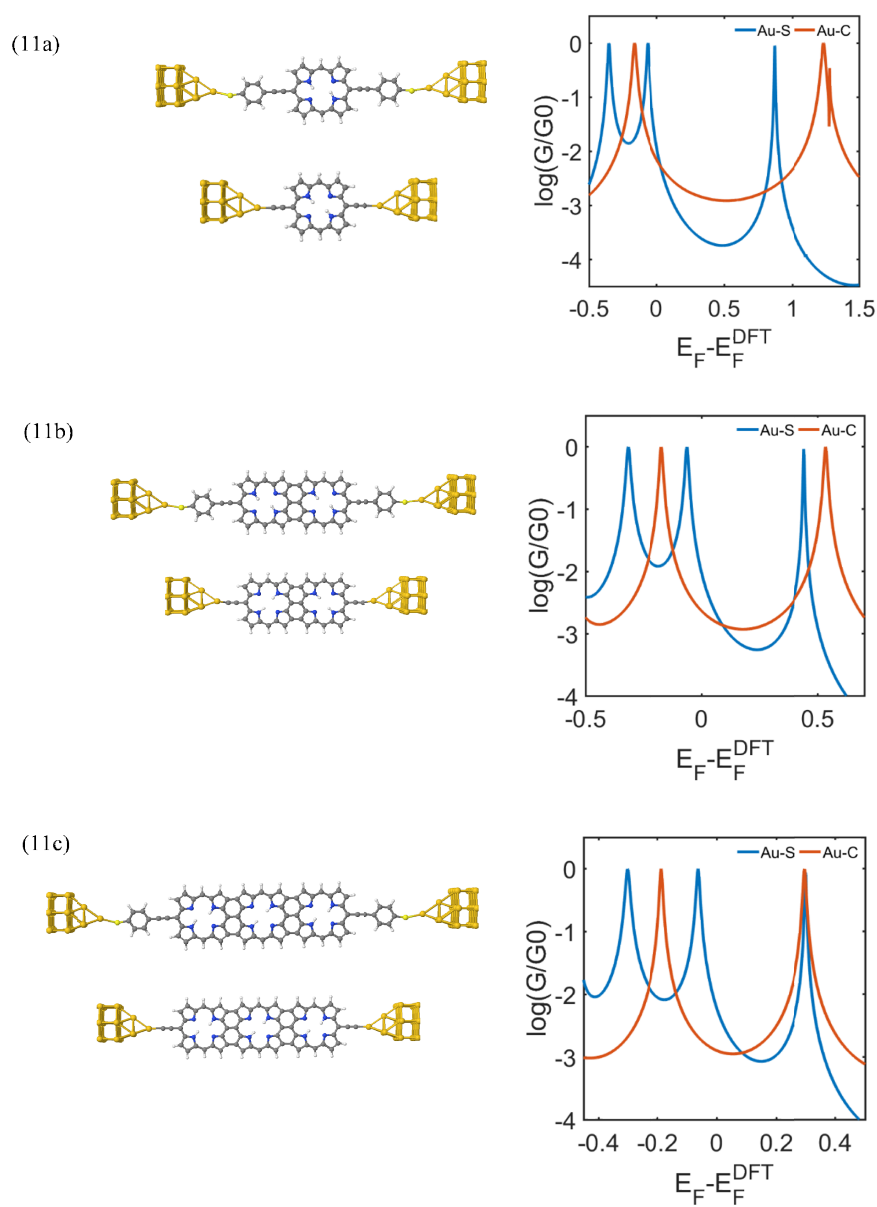 (11a)
Au-S Au-C
0
-1
-2
-3
-4
log(G/G0)
-0.5 0 0.5 1 1.5
E_F-E_F^DFT
(11b)
Au-S Au-C
0
-1
-2
-3
-4
log(G/G0)
-0.5 0 0.5
E_F-E_F^DFT
(11c)
Au-S Au-C
0
-1
-2
-3
-4
log(G/G0)
-0.4 -0.2 0 0.2 0.4
E_F-E_F^DFT